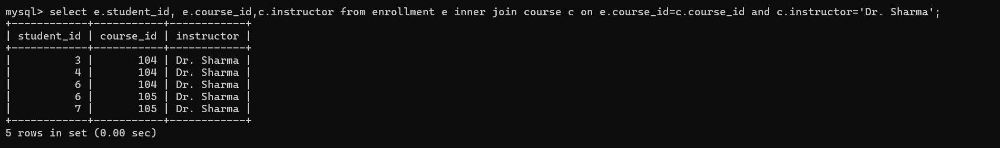 mysql> select e.student_id, e.course_id,c.instructor from enrollment e inner join course c on e.course_id=c.course_id and c.instructor='Dr. Sharma';
+------------+-----------+------------+
| student_id | course_id | instructor |
+------------+-----------+------------+
|          3 |       104 | Dr. Sharma |
|          4 |       104 | Dr. Sharma |
|          6 |       104 | Dr. Sharma |
|          6 |       105 | Dr. Sharma |
|          7 |       105 | Dr. Sharma |
+------------+-----------+------------+
5 rows in set (0.00 sec)